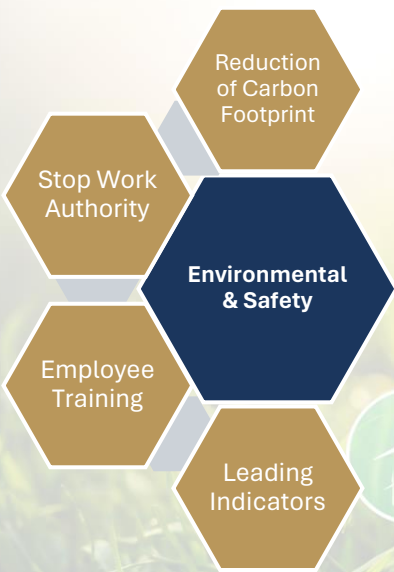 Reduction
of Carbon
Footprint
Stop Work
Authority
Environmental
& Safety
Employee
Training
Leading
Indicators